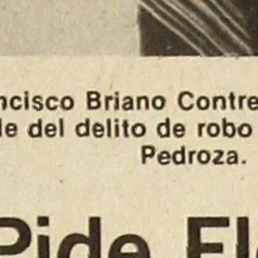 ncisco Briano Contre
le del delito de robo
Pedroza.
Pide El